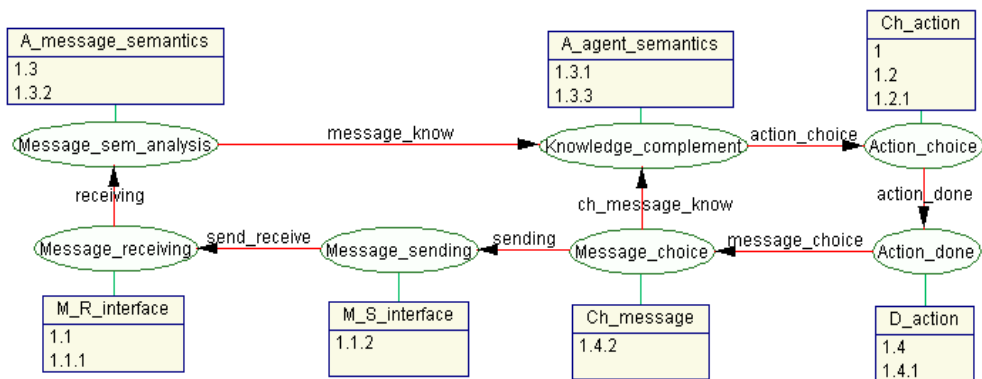 A_message_semantics
1.3
1.3.2
A_agent_semantics
1.3.1
1.3.3
Ch_action
1
1.2
1.2.1
Message_sem_analysis
message_know
Knowledge_complement
action_choice
Action_choice
receiving
ch_message_know
action_done
Message_receiving
send_receive
Message_sending
sending
Message_choice
message_choice
Action_done
M_R_interface
1.1
1.1.1
M_S_interface
1.1.2
Ch_message
1.4.2
D_action
1.4
1.4.1